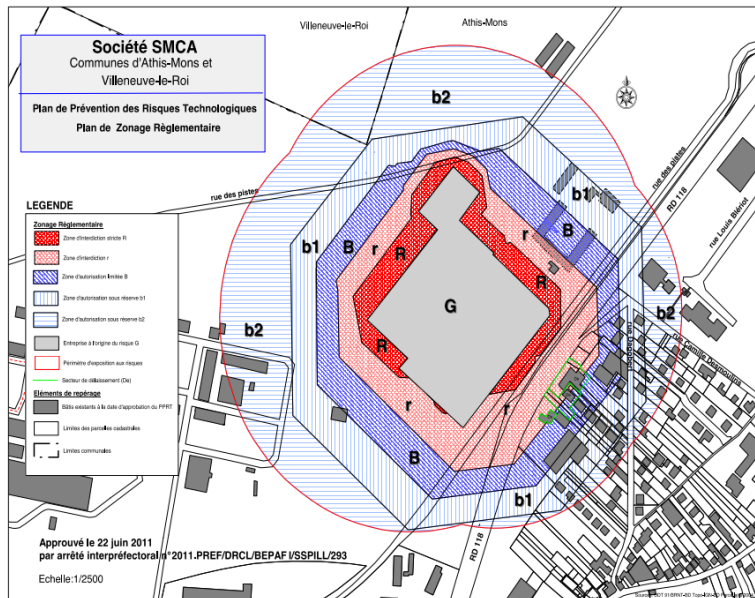 Société SMCA
Communes d'Athis-Mons et
Villeneuve-le-Roi
Plan de Prévention des Risques Technologiques
Plan de Zonage Règlementaire
Villeneuve-le-Roi
Athis-Mons
b2
rue des pistes
rue des pistes
RD 118
rue Louis Blériot
b1
B
r
R
b1
B
r
R
R
G
b2
b2
rue Camille Desmoulins
R
r
r
B
b1
RD 118
LEGENDE
Zonage Règlementaire
Zone d'interdiction stricte R
Zone d'interdiction r
Zone d'autorisation limitée B
Zone d'autorisation sous réserve b1
Zone d'autorisation sous réserve b2
Entreprise à l'origine du risque G
Périmètre d'exposition aux risques
Secteur de délaissement (De)
Eléments de repérage
Bâtis existants à la date d'approbation du PPRT
Limites des parcelles cadastrales
Limites communales
Approuvé le 22 juin 2011
par arrêté interpréfectoral n°2011.PREF/DRCL/BEPAF I/SSPILL/293
Echelle:1/2500